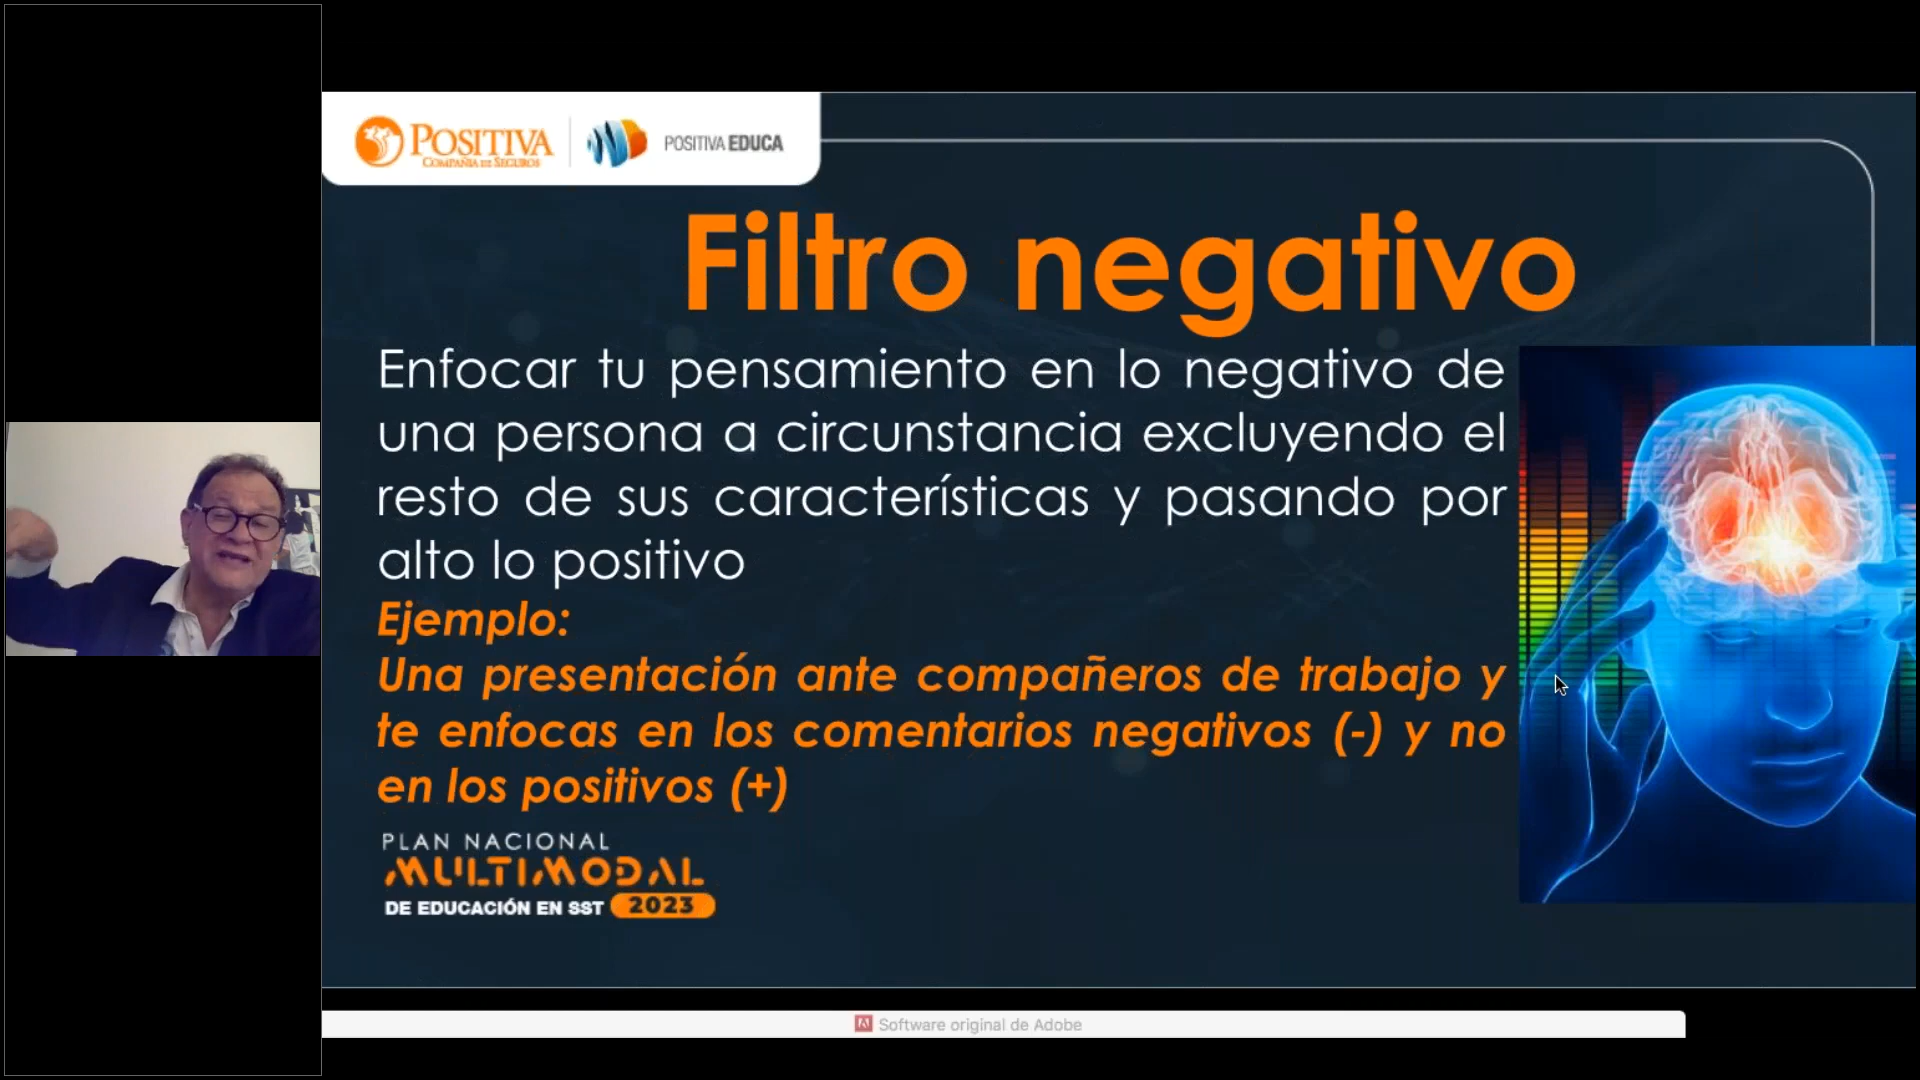 POSITIVA
COMPAÑIA DE SEGUROS
POSITIVA EDUCA
Filtro negativo
Enfocar tu pensamiento en lo negativo de
una persona a circunstancia excluyendo el
resto de sus características y pasando por
alto lo positivo
Ejemplo:
Una presentación ante compañeros de trabajo y
te enfocas en los comentarios negativos (-) y no
en los positivos (+)
PLAN NACIONAL
MULTIMODAL
DE EDUCACIÓN EN SST 2023
Software original de Adobe